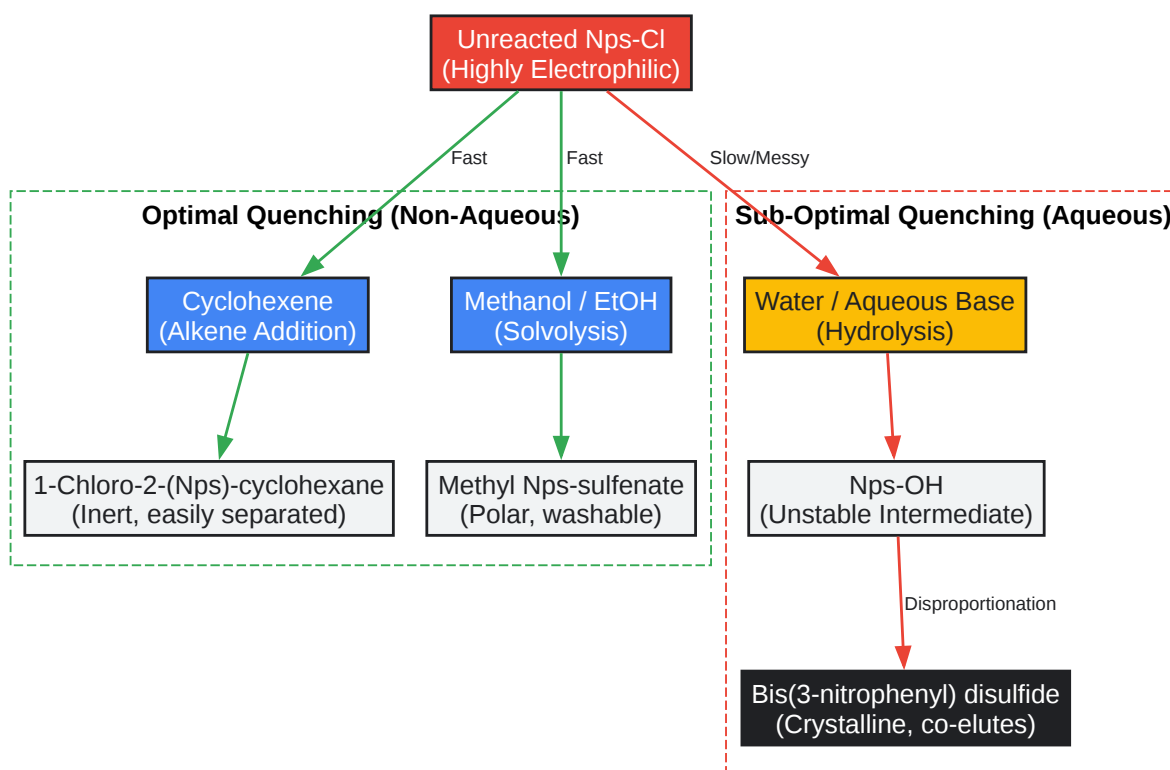 Unreacted Nps-Cl
(Highly Electrophilic)
Fast
Fast
Slow/Messy
Optimal Quenching (Non-Aqueous)
Sub-Optimal Quenching (Aqueous)
Cyclohexene
(Alkene Addition)
Methanol / EtOH
(Solvolysis)
Water / Aqueous Base
(Hydrolysis)
1-Chloro-2-(Nps)-cyclohexane
(Inert, easily separated)
Methyl Nps-sulfenate
(Polar, washable)
Nps-OH
(Unstable Intermediate)
Disproportionation
Bis(3-nitrophenyl) disulfide
(Crystalline, co-elutes)